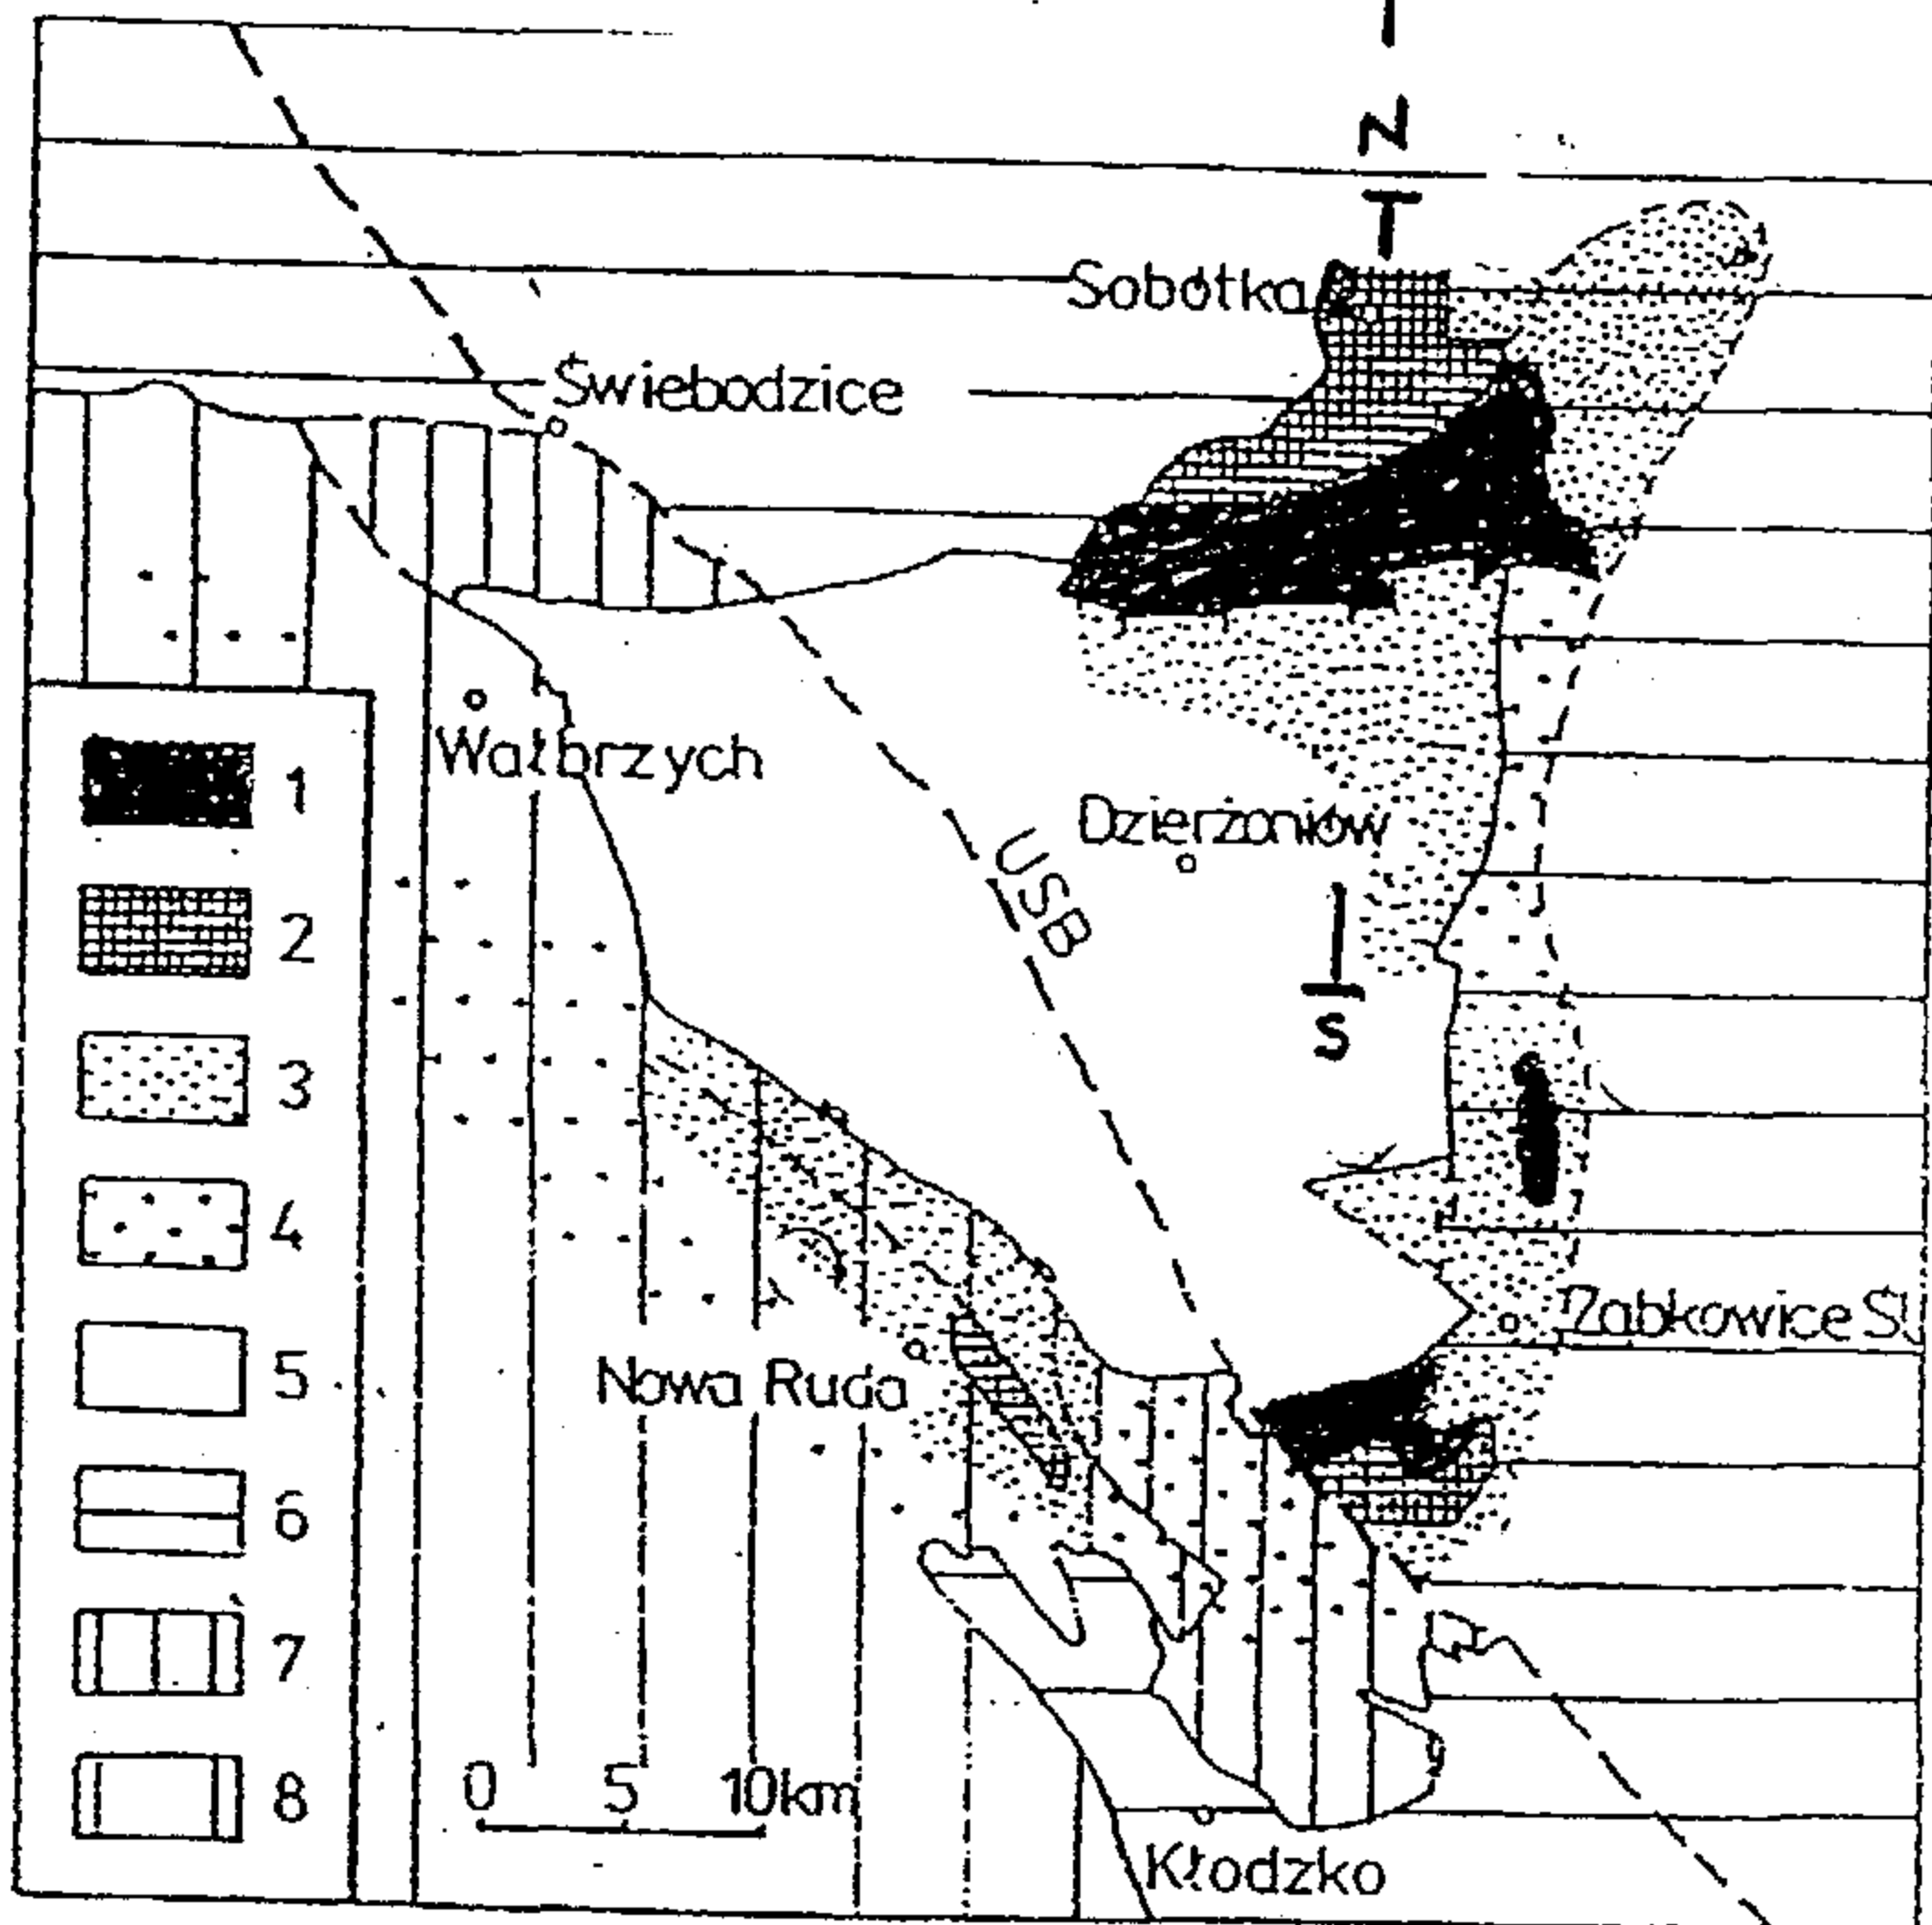 N
Sobótka
Świebodzice
Wałbrzych
Dzierżoniów
USB
S
Ząbkowice Śl.
Nowa Ruda
Kłodzko
1
2
3
4
5
6
7
8
0 5 10km